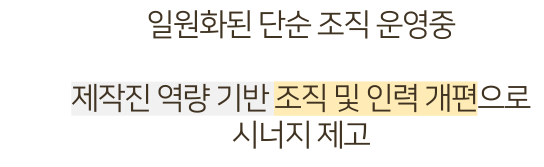 일원화된 단순 조직 운영중
제작진 역량 기반 조직 및 인력 개편으로
시너지 제고